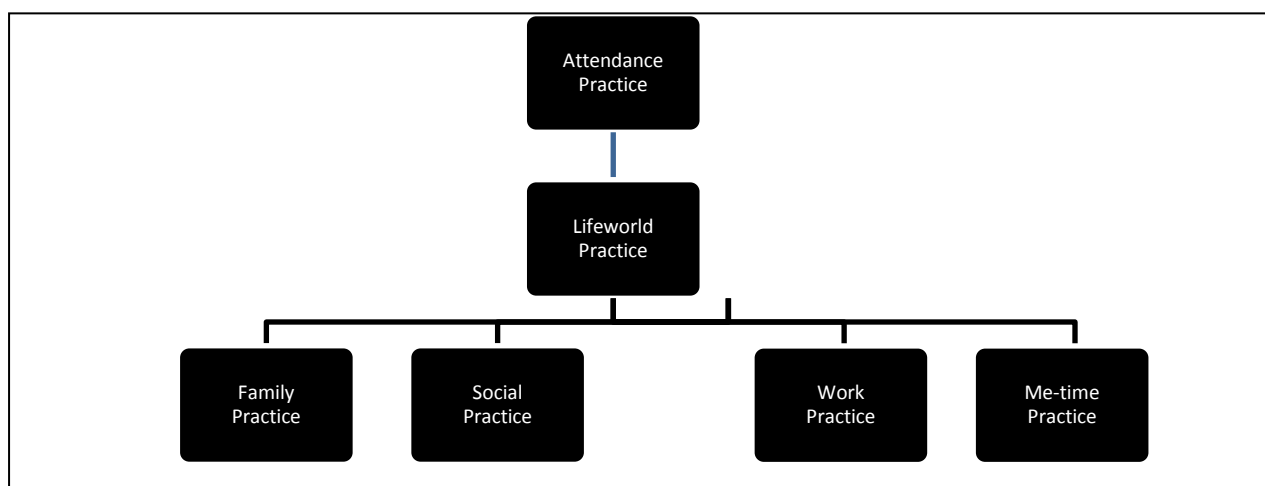 Attendance
Practice
Lifeworld
Practice
Family
Practice
Social
Practice
Work
Practice
Me-time
Practice